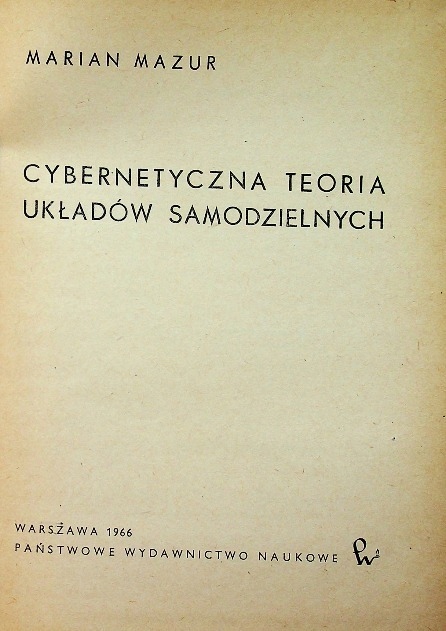 MARIAN MAZUR
CYBERNETYCZNA TEORIA
UKŁADÓW SAMODZIELNYCH
WARSZAWA 1966
PAŃSTWOWE WYDAWNICTWO NAUKOWE